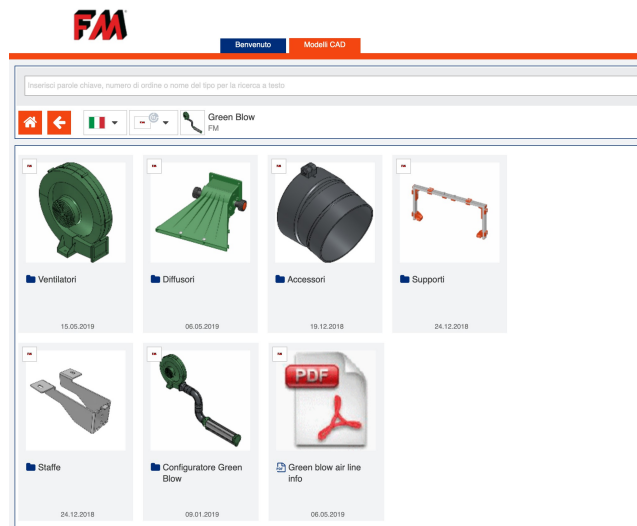 FM
Benvenuto
Modelli CAD
Inserisci parole chiave, numero di ordine o nome del tipo per la ricerca a testo
Green Blow
FM
Ventilatori
15.05.2019
Diffusori
06.05.2019
Accessori
19.12.2018
Supporti
24.12.2018
Staffe
24.12.2018
Configuratore Green
Blow
09.01.2019
PDF
Green blow air line
info
06.05.2019